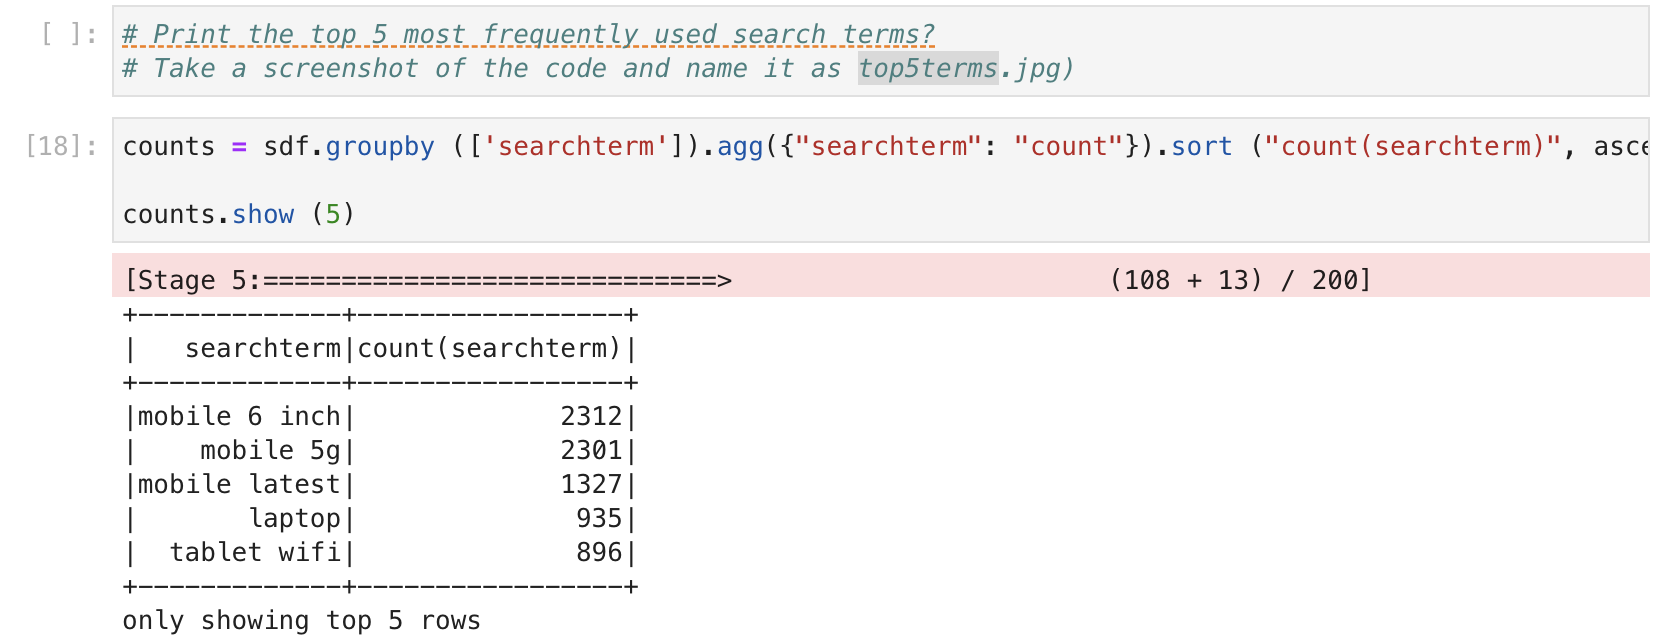 [ ]: # Print the top 5 most frequently used search terms?
# Take a screenshot of the code and name it as top5terms.jpg)
[18]: counts = sdf.groupby (['searchterm']).agg({"searchterm": "count"}).sort ("count(searchterm)", asce
counts.show (5)
[Stage 5:=============================>                        (108 + 13) / 200]
+-------------+-----------------+
|   searchterm|count(searchterm)|
+-------------+-----------------+
|mobile 6 inch|             2312|
|    mobile 5g|             2301|
|mobile latest|             1327|
|       laptop|              935|
|  tablet wifi|              896|
+-------------+-----------------+
only showing top 5 rows